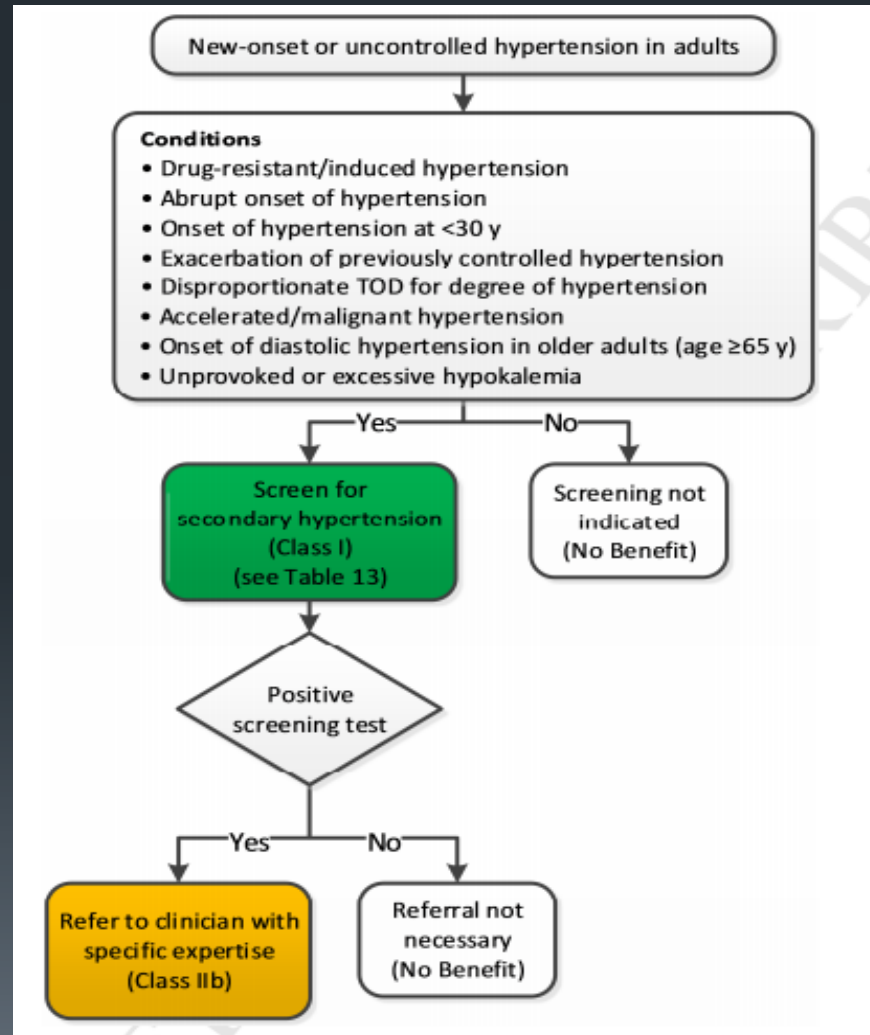 New-onset or uncontrolled hypertension in adults
Conditions
• Drug-resistant/induced hypertension
• Abrupt onset of hypertension
• Onset of hypertension at <30 y
• Exacerbation of previously controlled hypertension
• Disproportionate TOD for degree of hypertension
• Accelerated/malignant hypertension
• Onset of diastolic hypertension in older adults (age ≥65 y)
• Unprovoked or excessive hypokalemia
Yes
No
Screen for
secondary hypertension
(Class I)
(see Table 13)
Screening not
indicated
(No Benefit)
Positive
screening test
Yes
No
Refer to clinician with
specific expertise
(Class IIb)
Referral not
necessary
(No Benefit)